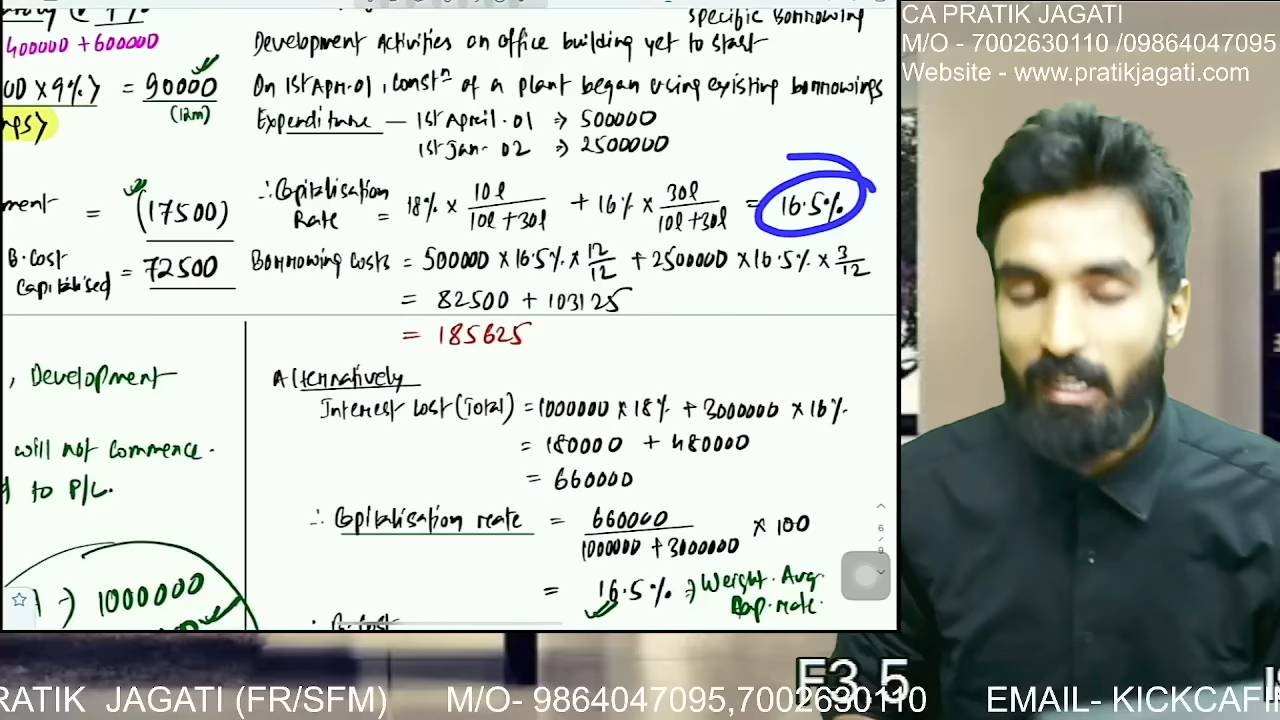 400000 + 600000
× 9%⟩ = 90000
(12m)
= (17500)
B. Cost
Capitalised = 72500
specific Borrowing
Development Activities on office building yet to start
On 1st Apr. 01, constⁿ of a plant began using existing borrowings
Expenditure — 1st April. 01 ⇒ 500000
1st Jan. 02 ⇒ 2500000
∴ Capitalisation Rate = 18% × 10l / (10l + 30l) + 16% × 30l / (10l + 30l) = 16.5%
Borrowing costs = 500000 × 16.5% × 12/12 + 2500000 × 16.5% × 3/12
= 82500 + 103125
= 185625
, Development
will not commence.
to P/L.
1000000
Alternatively
Interest Cost (Total) = 1000000 × 18% + 3000000 × 16%
= 180000 + 480000
= 660000
∴ Capitalisation rate = 660000 / (1000000 + 3000000) × 100
= 16.5% ⇒ Weight. Avg.
Cap. rate.
∴ B. Cost
6
/
9
CA PRATIK JAGATI
M/O - 7002630110 /09864047095
Website - www.pratikjagati.com
F3 5
RATIK JAGATI (FR/SFM) M/O- 9864047095,7002630110 EMAIL- KICKCAFI